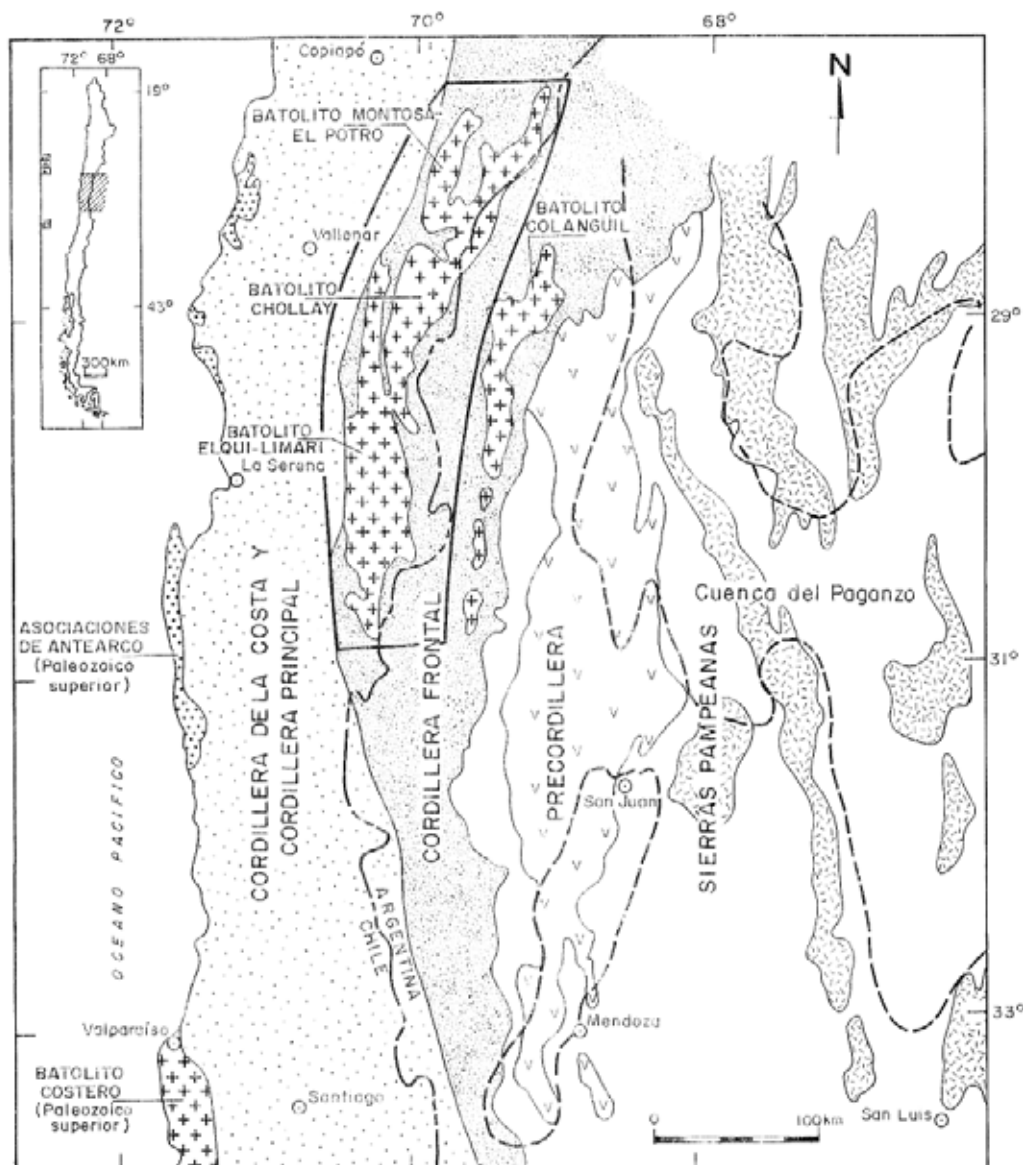 72°
70°
68°
72° 68°
19°
43°
300km
N
Copiapó
BATOLITO MONTOSA-
EL POTRO
BATOLITO
COLANGUIL
Vallenar
BATOLITO
CHOLLAY
29°
BATOLITO
ELQUI-LIMARI
La Serena
CORDILLERA DE LA COSTA Y
CORDILLERA PRINCIPAL
CORDILLERA FRONTAL
PRECORDILLERA
SIERRAS PAMPEANAS
Cuenca del Paganzo
ASOCIACIONES
DE ANTEARCO
(Paleozoico
superior)
31°
OCEANO PACIFICO
San Juan
ARGENTINA
CHILE
Valparaíso
Mendoza
33°
BATOLITO
COSTERO
(Paleozoico
superior)
Santiago
0 100km
San Luis